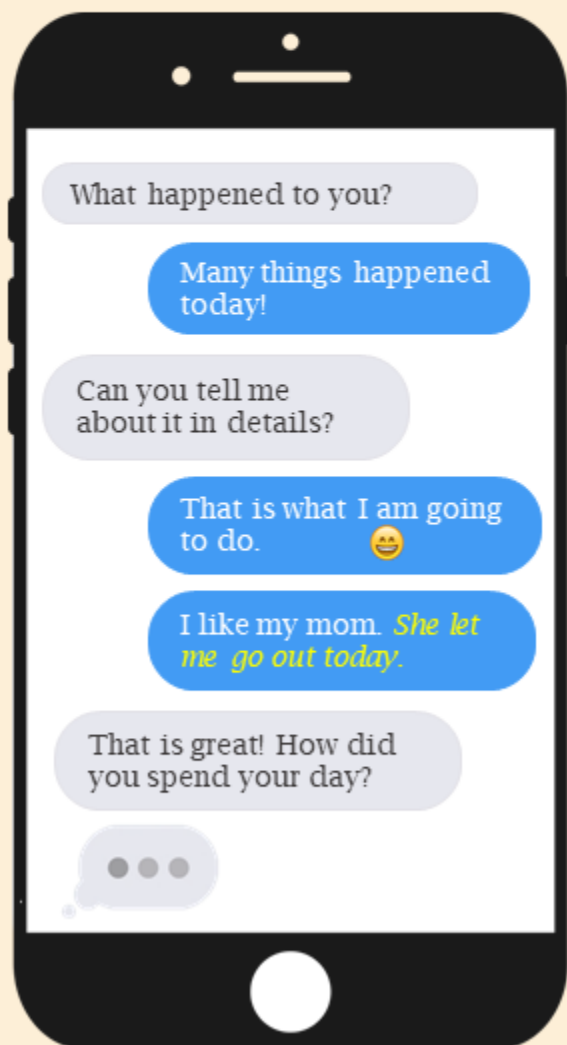 What happened to you?
Many things happened
today!
Can you tell me
about it in details?
That is what I am going
to do. 😄
I like my mom. She let
me go out today.
That is great! How did
you spend your day?